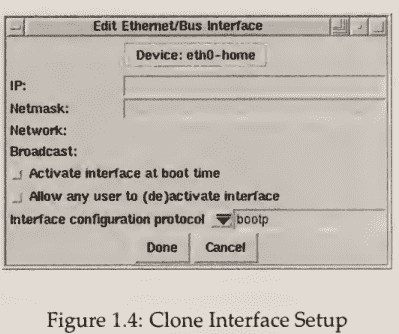 Edit Ethernet/Bus Interface
Device: eth0-home
IP:
Netmask:
Network:
Broadcast:
Activate interface at boot time
Allow any user to (de)activate interface
Interface configuration protocol bootp
Done Cancel
Figure 1.4: Clone Interface Setup